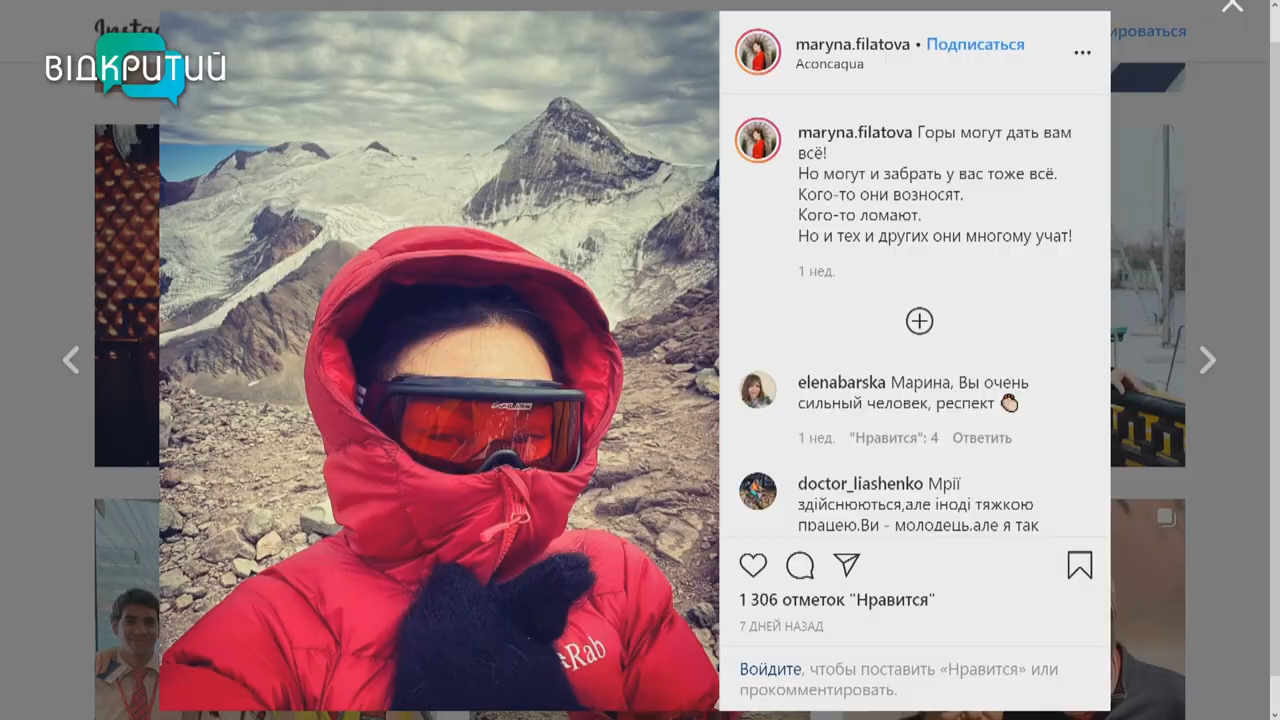 ВІДКРИТИЙ
maryna.filatova • Подписаться
Aconcagua
maryna.filatova Горы могут дать вам
всё!
Но могут и забрать у вас тоже всё.
Кого-то они возносят.
Кого-то ломают.
Но и тех и других они многому учат!
1 нед.
elenabarska Марина, Вы очень
сильный человек, респект
1 нед. "Нравится": 4 Ответить
doctor_liashenko Мрії
здійснюються,але іноді тяжкою
працею.Ви - молодець,але я так
1 306 отметок "Нравится"
7 ДНЕЙ НАЗАД
Войдите, чтобы поставить «Нравится» или
прокомментировать.
Rab